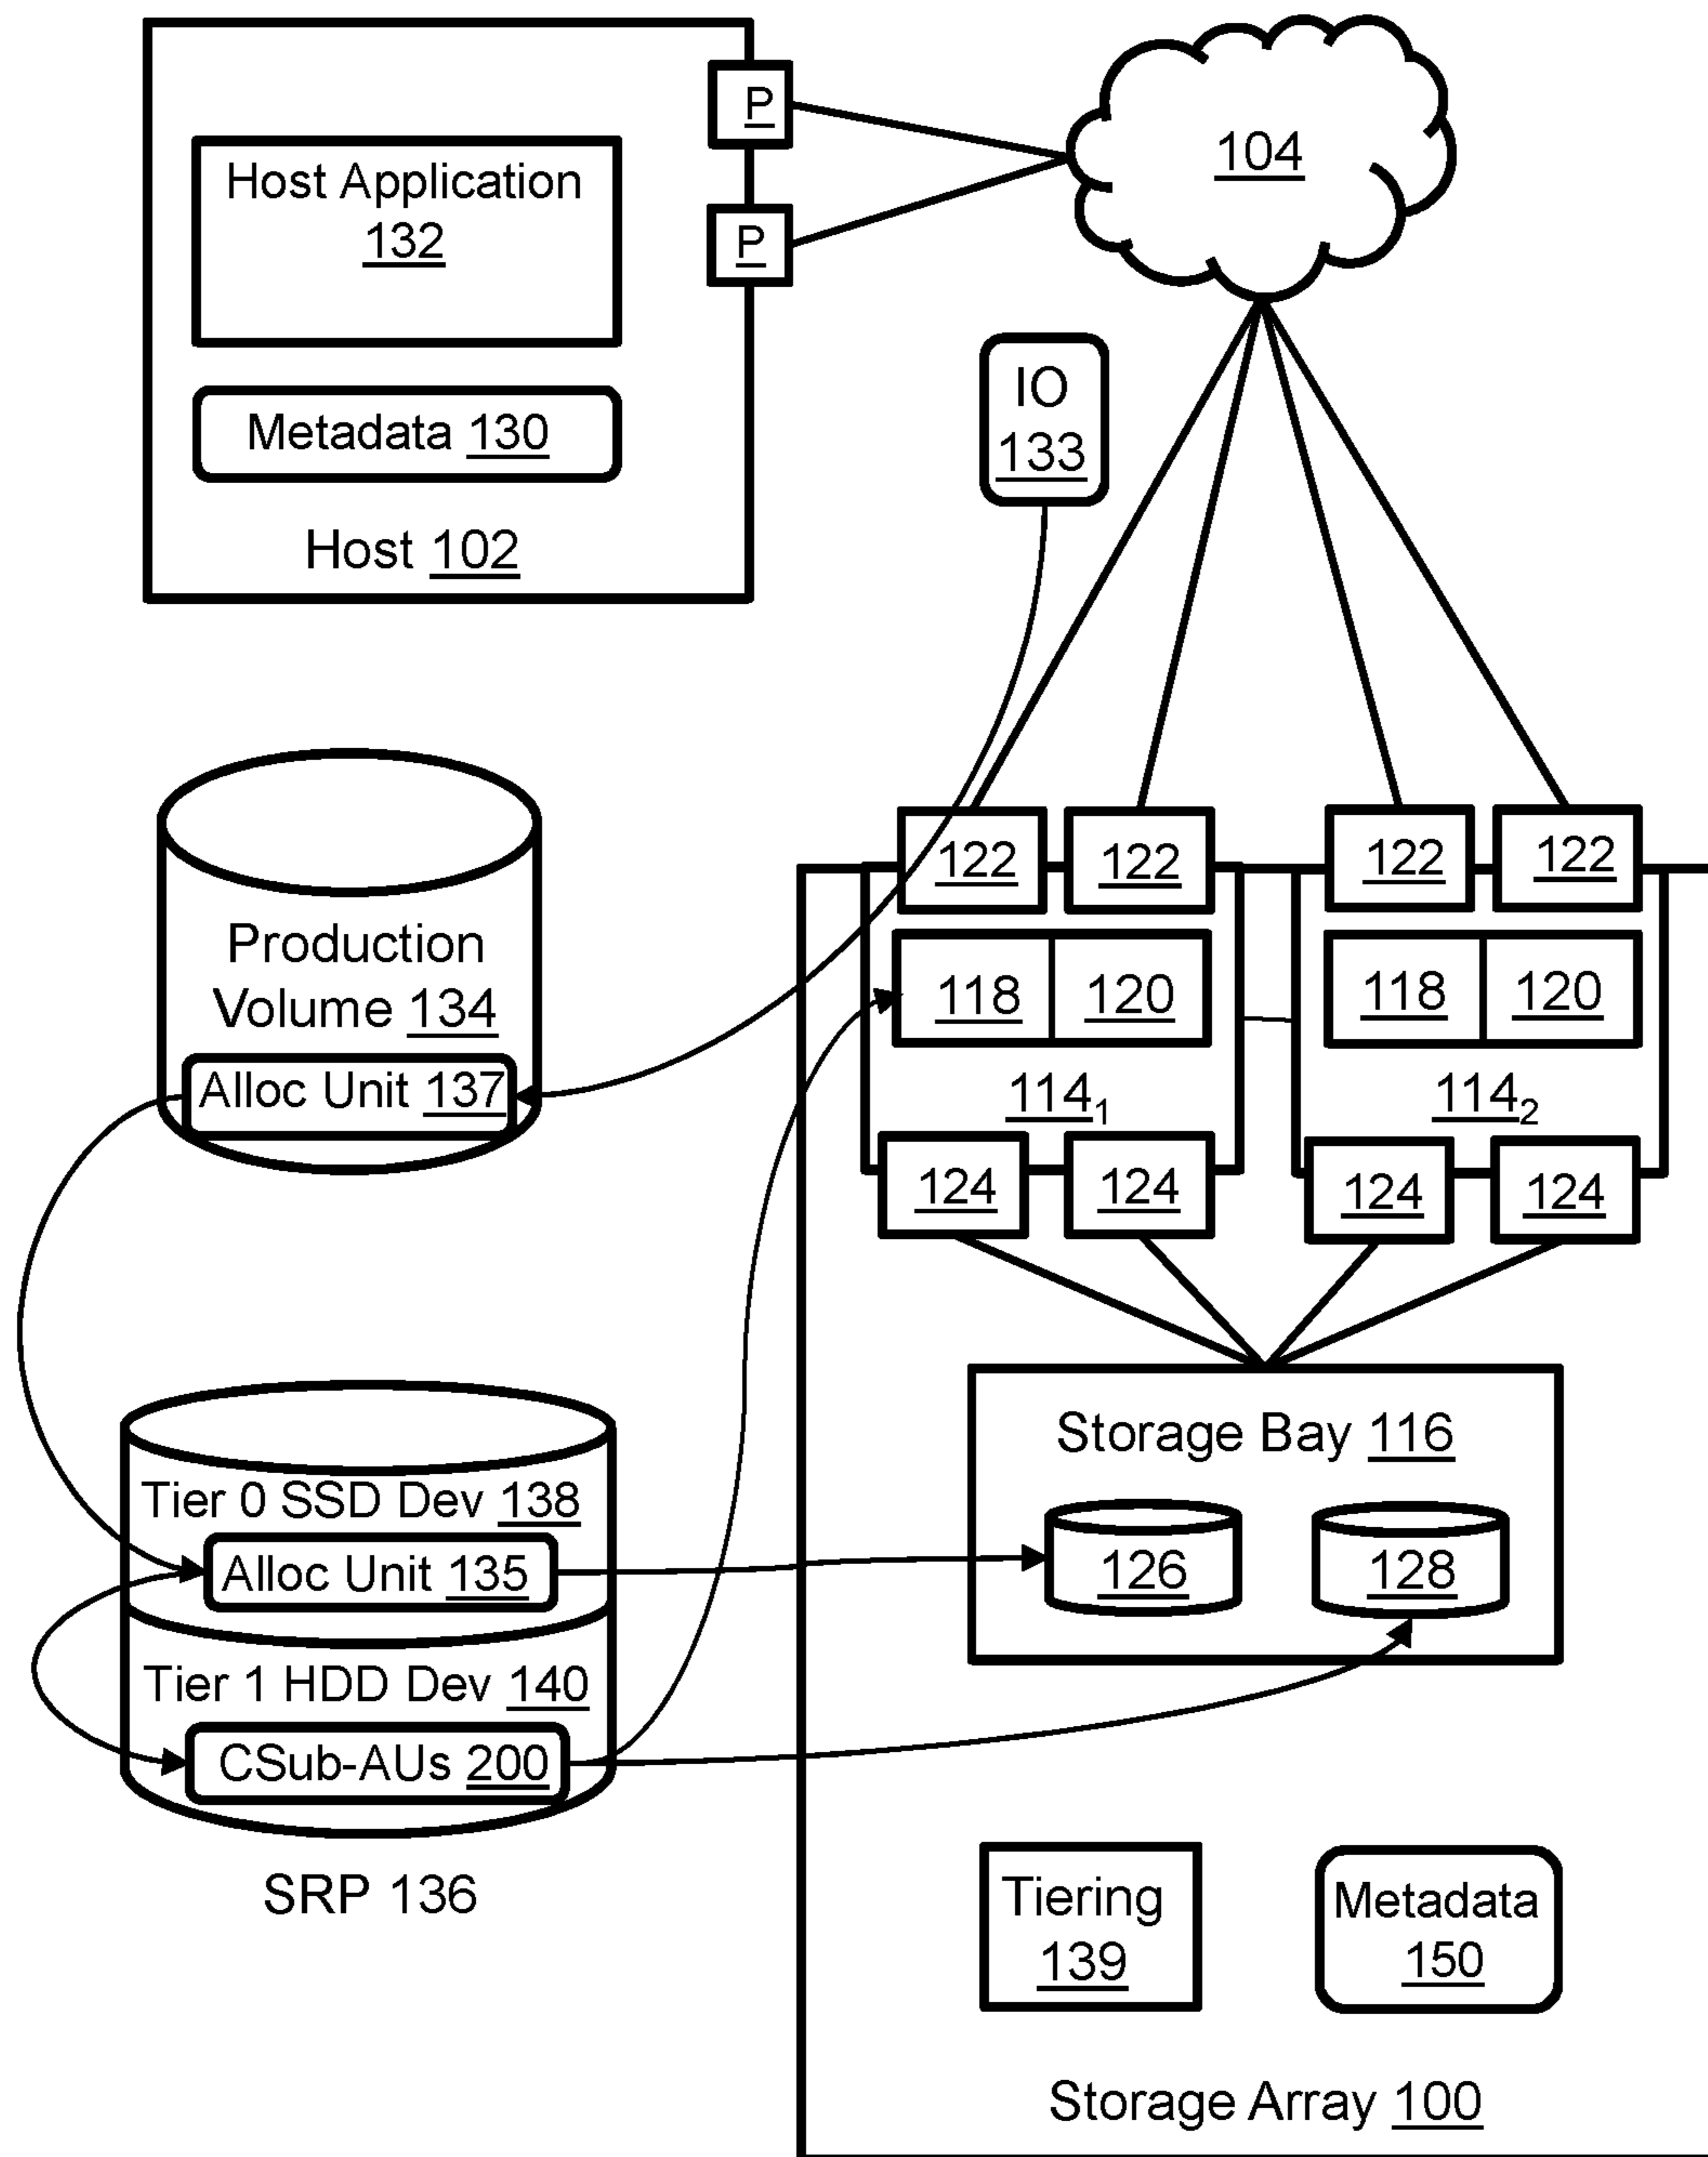 P
104
Host Application
132
P
IO
133
Metadata 130
Host 102
122
122
122
122
Production
Volume 134
118
120
118
120
Alloc Unit 137
114₁
114₂
124
124
124
124
Storage Bay 116
Tier 0 SSD Dev 138
Alloc Unit 135
126
128
Tier 1 HDD Dev 140
CSub-AUs 200
SRP 136
Tiering
139
Metadata
150
Storage Array 100